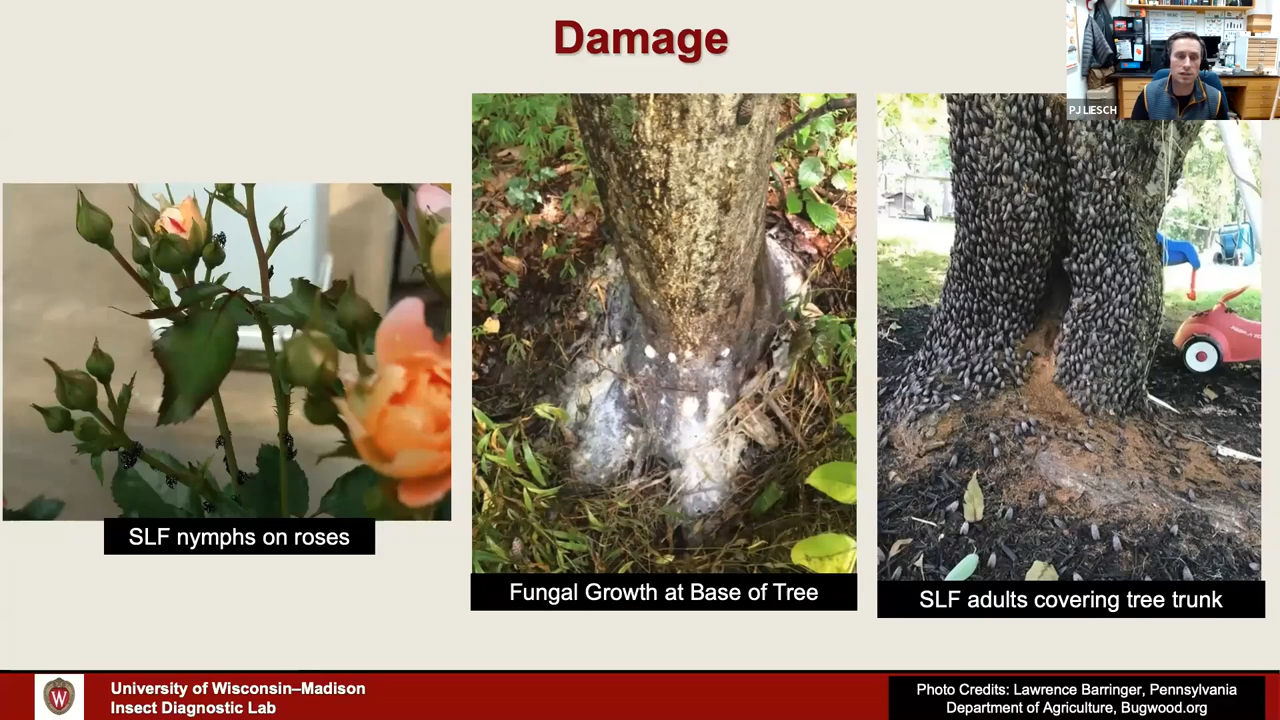 Damage
PJ LIESCH
SLF nymphs on roses
Fungal Growth at Base of Tree
SLF adults covering tree trunk
University of Wisconsin–Madison
Insect Diagnostic Lab
Photo Credits: Lawrence Barringer, Pennsylvania
Department of Agriculture, Bugwood.org